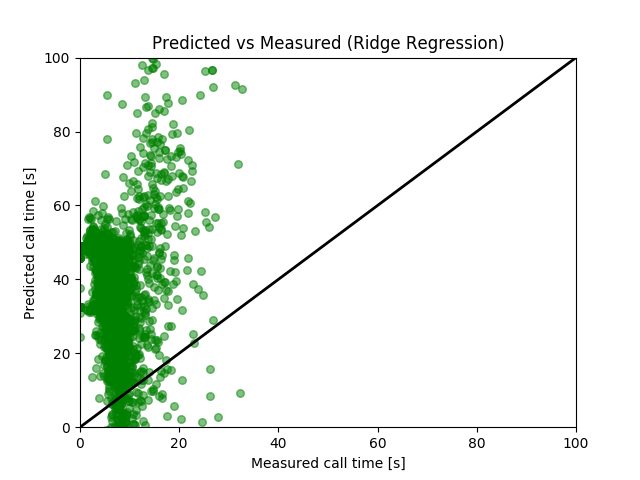 Predicted vs Measured (Ridge Regression)
100
80
60
40
20
0
Predicted call time [s]
0 20 40 60 80 100
Measured call time [s]